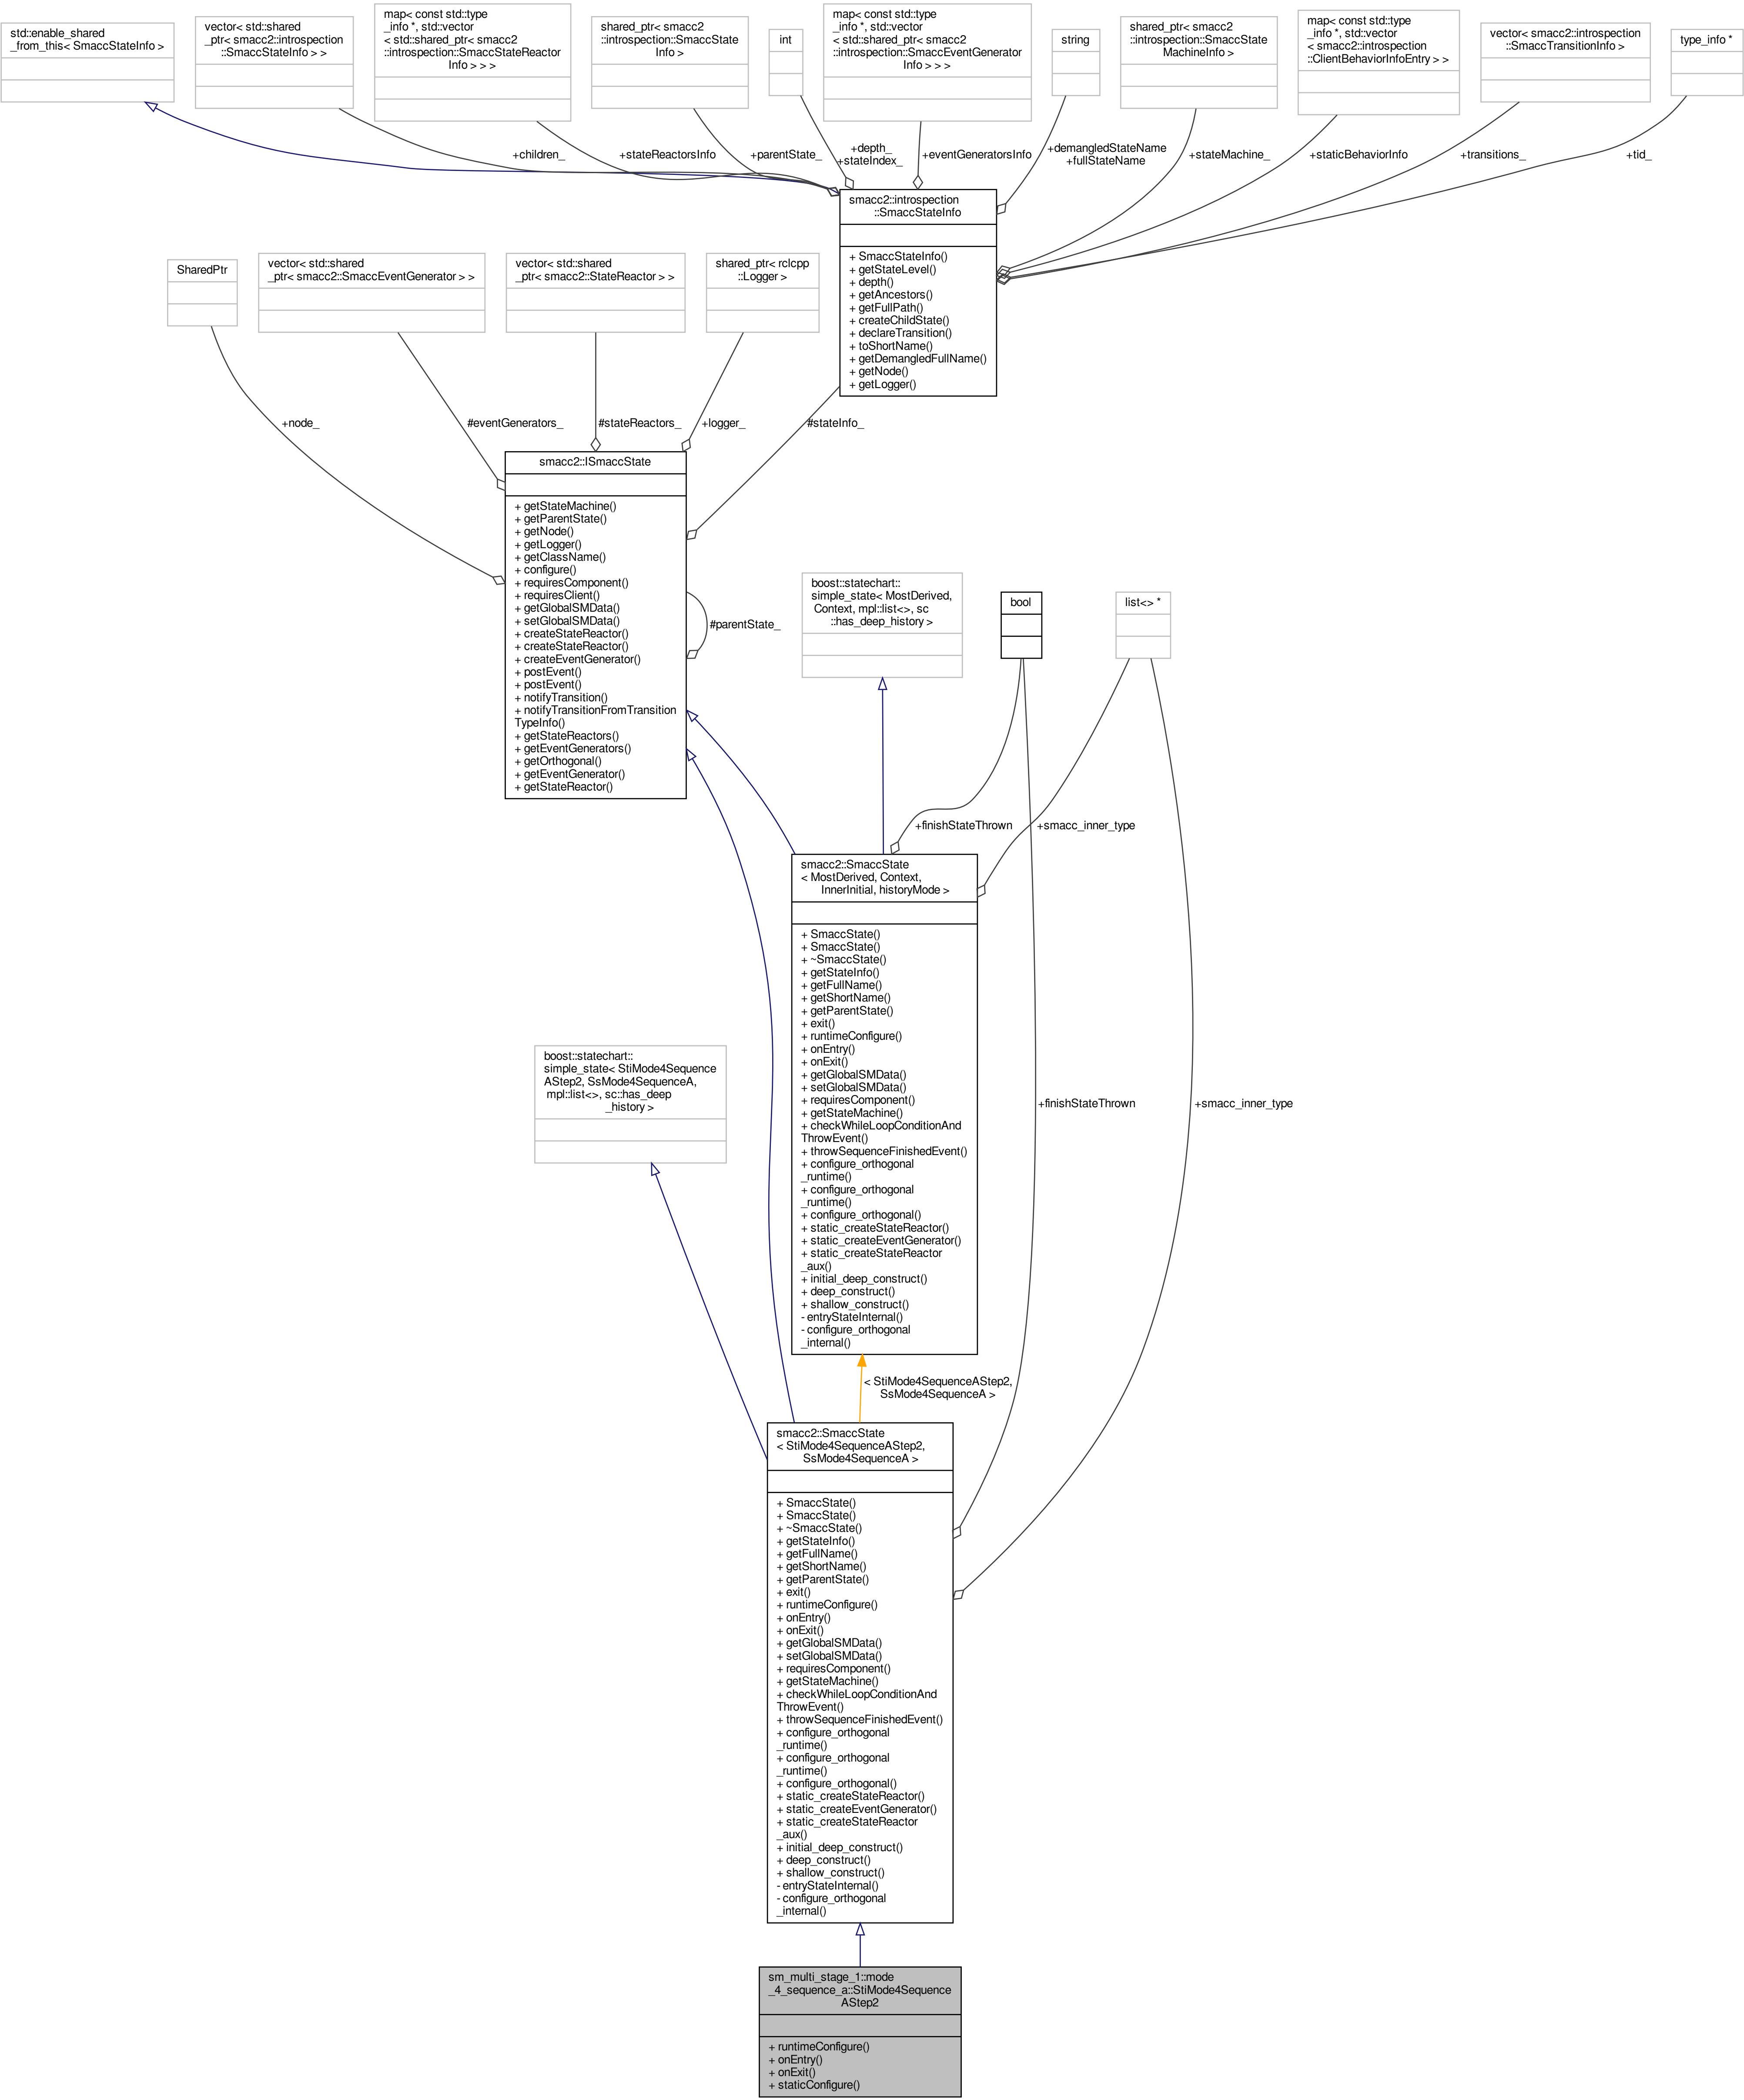 std::enable_shared
_from_this< SmaccStateInfo >
vector< std::shared
_ptr< smacc2::introspection
::SmaccStateInfo > >
map< const std::type
_info *, std::vector
< std::shared_ptr< smacc2
::introspection::SmaccStateReactor
Info > > >
shared_ptr< smacc2
::introspection::SmaccState
Info >
int
map< const std::type
_info *, std::vector
< std::shared_ptr< smacc2
::introspection::SmaccEventGenerator
Info > > >
string
shared_ptr< smacc2
::introspection::SmaccState
MachineInfo >
map< const std::type
_info *, std::vector
< smacc2::introspection
::ClientBehaviorInfoEntry > >
vector< smacc2::introspection
::SmaccTransitionInfo >
type_info *
+children_
+stateReactorsInfo
+parentState_
+depth_
+stateIndex_
+eventGeneratorsInfo
+demangledStateName
+fullStateName
+stateMachine_
+staticBehaviorInfo
+transitions_
+tid_
smacc2::introspection
::SmaccStateInfo
+ SmaccStateInfo()
+ getStateLevel()
+ depth()
+ getAncestors()
+ getFullPath()
+ createChildState()
+ declareTransition()
+ toShortName()
+ getDemangledFullName()
+ getNode()
+ getLogger()
SharedPtr
vector< std::shared
_ptr< smacc2::SmaccEventGenerator > >
vector< std::shared
_ptr< smacc2::StateReactor > >
shared_ptr< rclcpp
::Logger >
+node_
#eventGenerators_
#stateReactors_
+logger_
#stateInfo_
smacc2::ISmaccState
+ getStateMachine()
+ getParentState()
+ getNode()
+ getLogger()
+ getClassName()
+ configure()
+ requiresComponent()
+ requiresClient()
+ getGlobalSMData()
+ setGlobalSMData()
+ createStateReactor()
+ createStateReactor()
+ createEventGenerator()
+ postEvent()
+ postEvent()
+ notifyTransition()
+ notifyTransitionFromTransition
TypeInfo()
+ getStateReactors()
+ getEventGenerators()
+ getOrthogonal()
+ getEventGenerator()
+ getStateReactor()
#parentState_
boost::statechart::
simple_state< MostDerived,
Context, mpl::list<>, sc
::has_deep_history >
bool
list<> *
+finishStateThrown
+smacc_inner_type
smacc2::SmaccState
< MostDerived, Context,
InnerInitial, historyMode >
+ SmaccState()
+ SmaccState()
+ ~SmaccState()
+ getStateInfo()
+ getFullName()
+ getShortName()
+ getParentState()
+ exit()
+ runtimeConfigure()
+ onEntry()
+ onExit()
+ getGlobalSMData()
+ setGlobalSMData()
+ requiresComponent()
+ getStateMachine()
+ checkWhileLoopConditionAnd
ThrowEvent()
+ throwSequenceFinishedEvent()
+ configure_orthogonal
_runtime()
+ configure_orthogonal
_runtime()
+ configure_orthogonal()
+ static_createStateReactor()
+ static_createEventGenerator()
+ static_createStateReactor
_aux()
+ initial_deep_construct()
+ deep_construct()
+ shallow_construct()
- entryStateInternal()
- configure_orthogonal
_internal()
boost::statechart::
simple_state< StiMode4Sequence
AStep2, SsMode4SequenceA,
mpl::list<>, sc::has_deep
_history >
+finishStateThrown
+smacc_inner_type
< StiMode4SequenceAStep2,
SsMode4SequenceA >
smacc2::SmaccState
< StiMode4SequenceAStep2,
SsMode4SequenceA >
+ SmaccState()
+ SmaccState()
+ ~SmaccState()
+ getStateInfo()
+ getFullName()
+ getShortName()
+ getParentState()
+ exit()
+ runtimeConfigure()
+ onEntry()
+ onExit()
+ getGlobalSMData()
+ setGlobalSMData()
+ requiresComponent()
+ getStateMachine()
+ checkWhileLoopConditionAnd
ThrowEvent()
+ throwSequenceFinishedEvent()
+ configure_orthogonal
_runtime()
+ configure_orthogonal
_runtime()
+ configure_orthogonal()
+ static_createStateReactor()
+ static_createEventGenerator()
+ static_createStateReactor
_aux()
+ initial_deep_construct()
+ deep_construct()
+ shallow_construct()
- entryStateInternal()
- configure_orthogonal
_internal()
sm_multi_stage_1::mode
_4_sequence_a::StiMode4Sequence
AStep2
+ runtimeConfigure()
+ onEntry()
+ onExit()
+ staticConfigure()